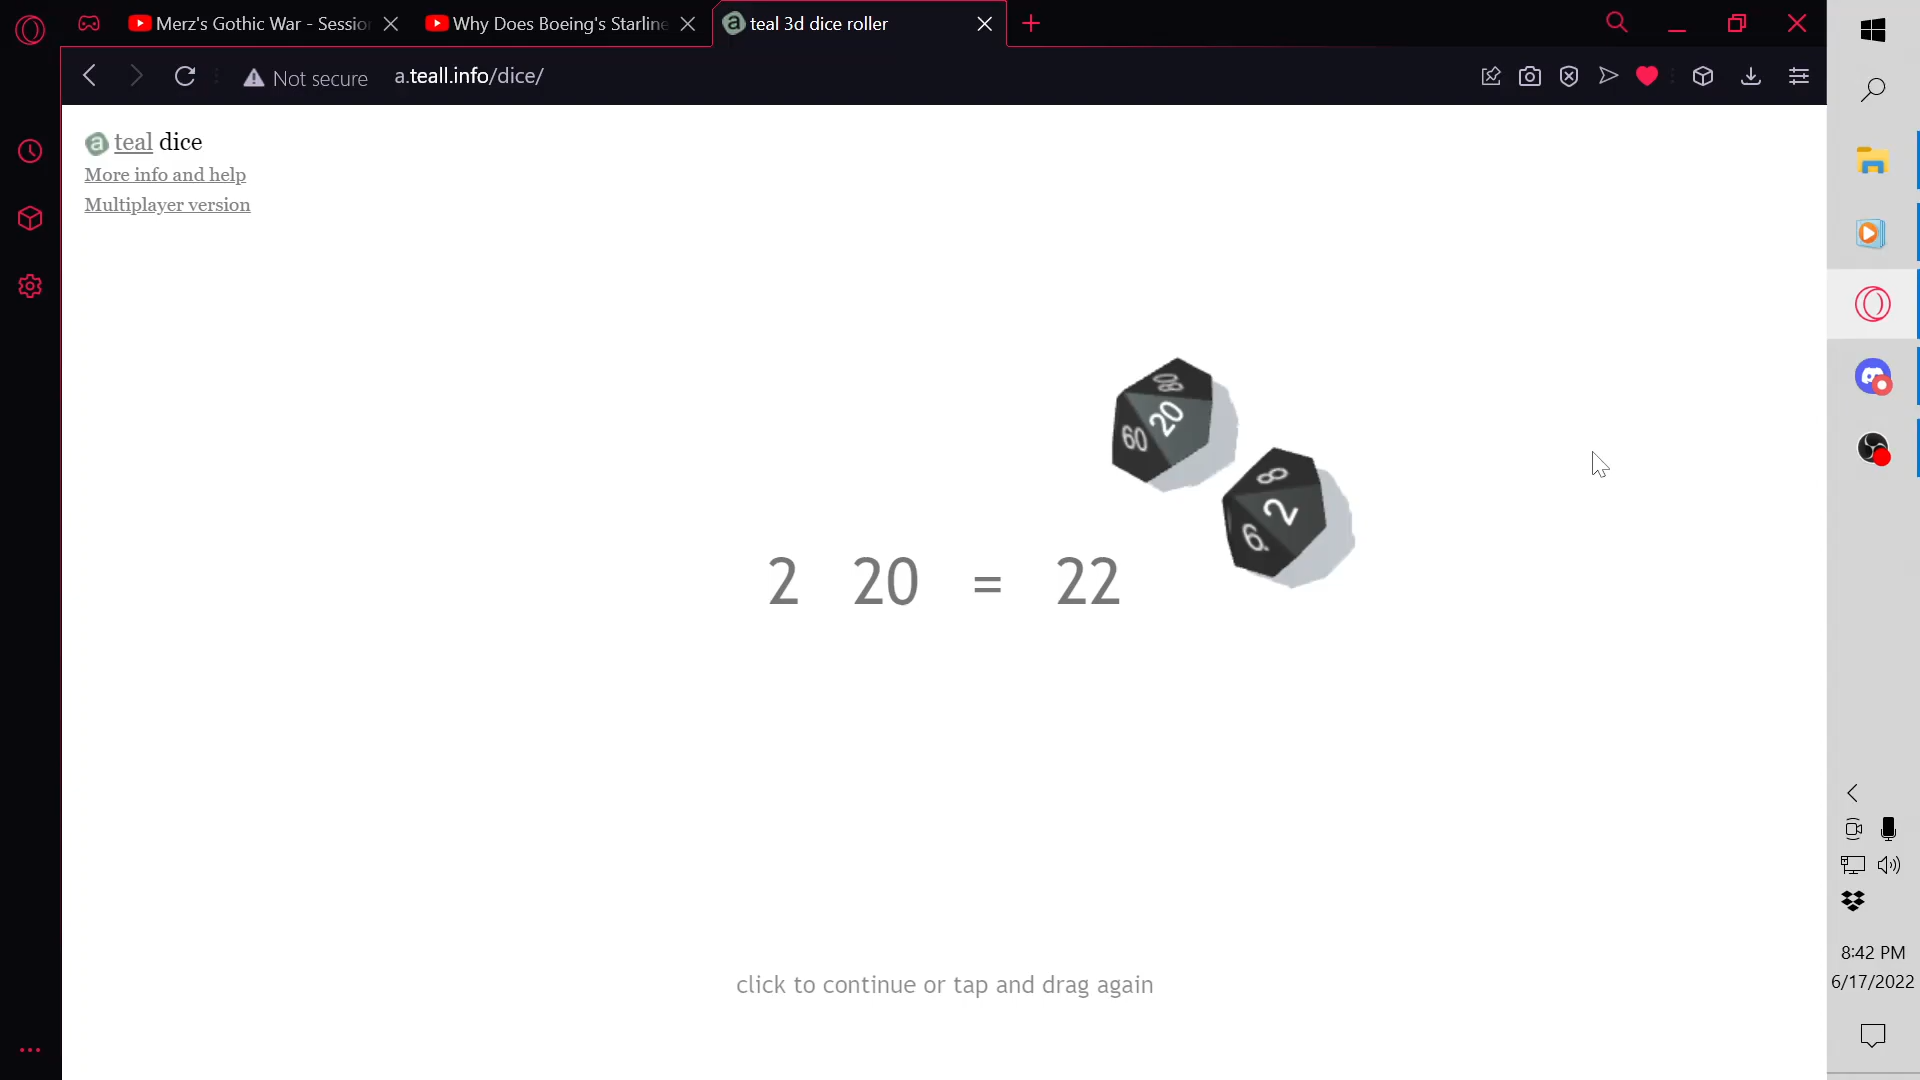 Merz's Gothic War - Sessio
Why Does Boeing's Starline
a teal 3d dice roller
Not secure a.teall.info/dice/
a teal dice
More info and help
Multiplayer version
80
20
60
8
2
6.
2 20 = 22
click to continue or tap and drag again
8:42 PM
6/17/2022